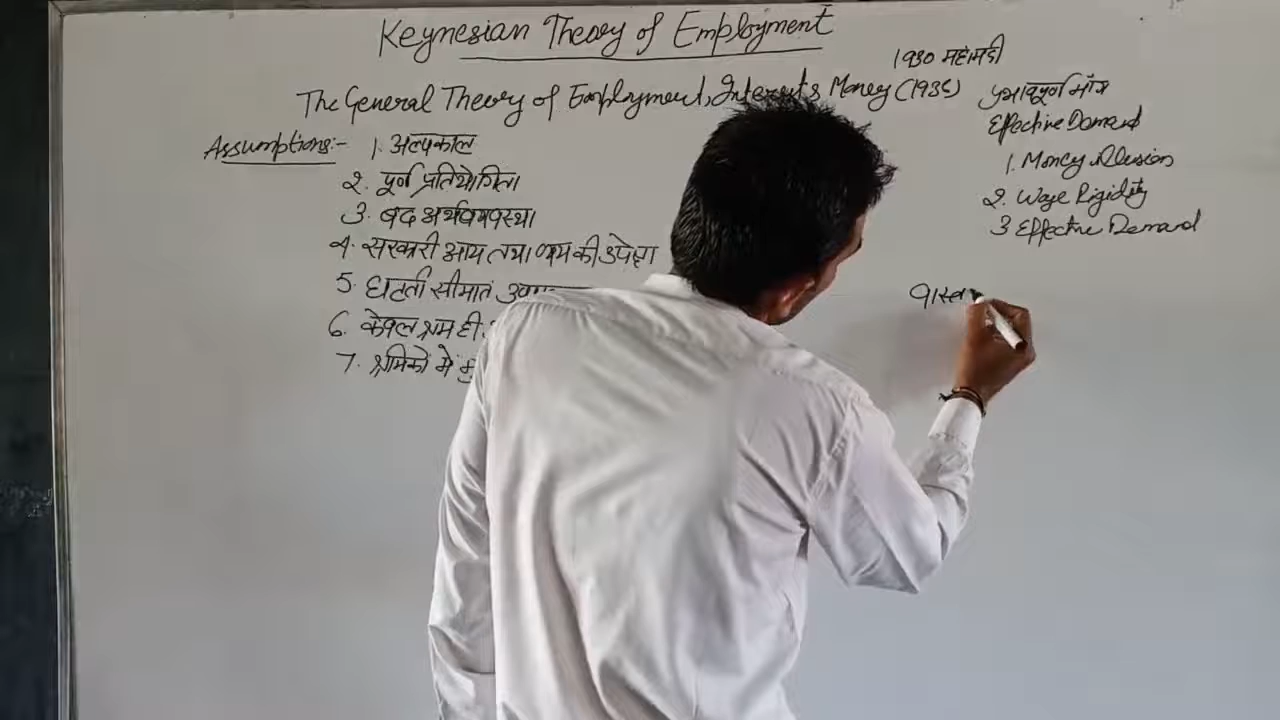 Keynesian Theory of Employment
1930 महामंदी
The General Theory of Employment, Interest & Money (1936)
प्रभावपूर्ण माँग
Effective Demand
1. Money illusion
2. Wage Rigidity
3 Effective Demand
Assumptions:- 1. अल्पकाल
2. पूर्ण प्रतियोगिता
3. बंद अर्थव्यवस्था
4. सरकारी आय तथा व्यय की उपेक्षा
5. घटती सीमांत
6. केवल श्रम ही
7. श्रमिकों में
वास्त